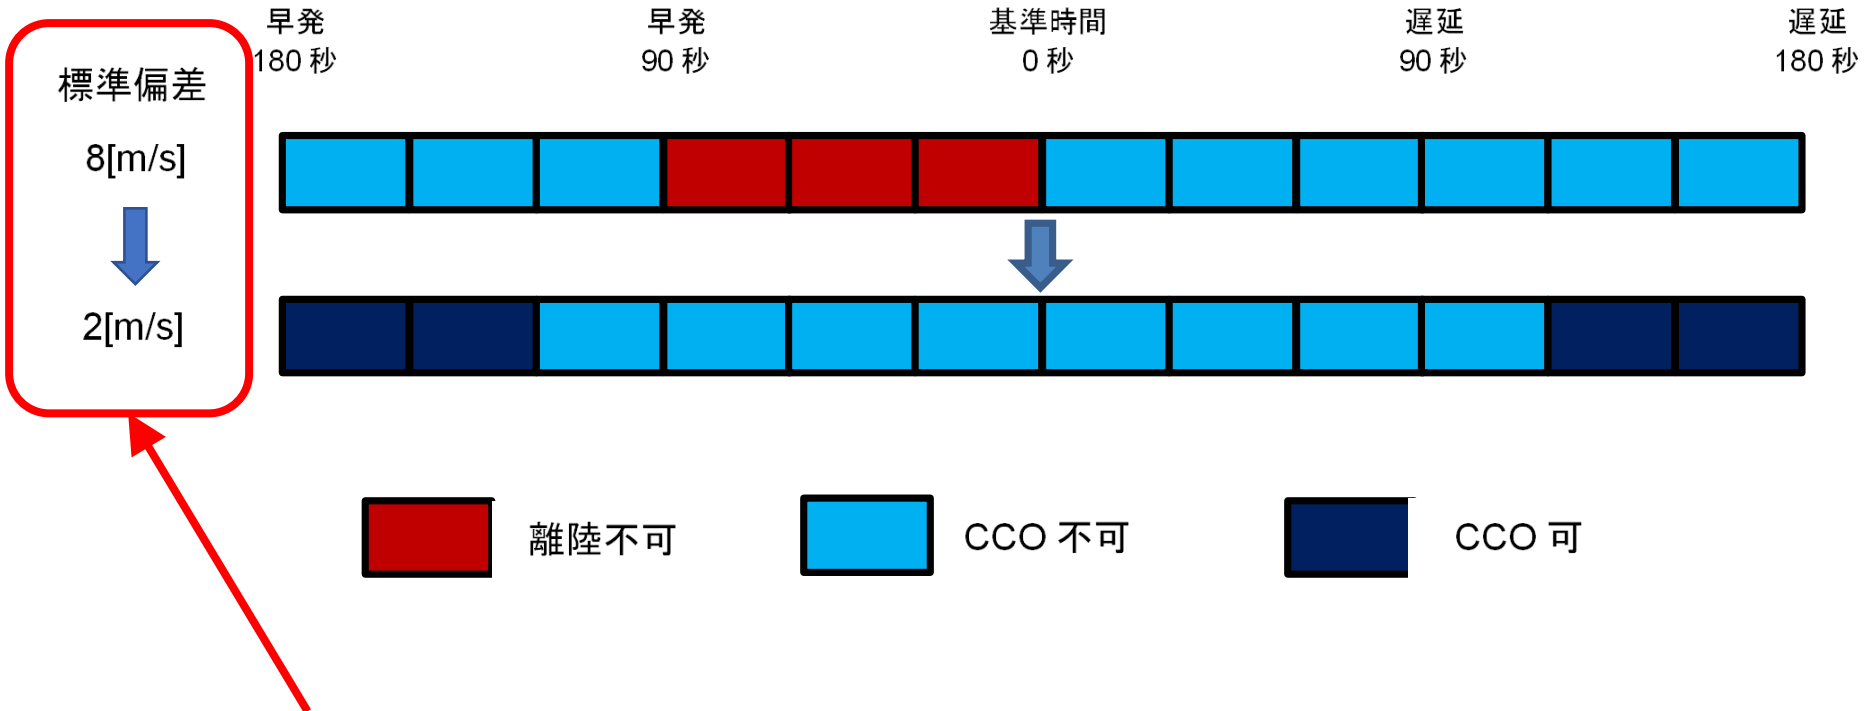 早発
180 秒
早発
90 秒
基準時間
0 秒
遅延
90 秒
遅延
180 秒
標準偏差
8[m/s]
2[m/s]
離陸不可
CCO 不可
CCO 可